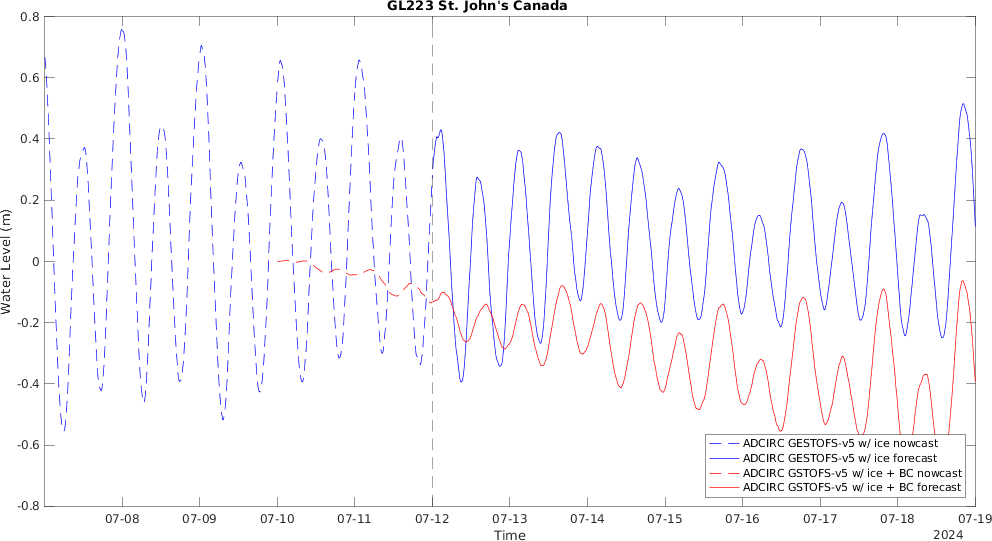 GL223 St. John's Canada
0.8
0.6
0.4
0.2
0
-0.2
-0.4
-0.6
-0.8
Water Level (m)
07-08 07-09 07-10 07-11 07-12 07-13 07-14 07-15 07-16 07-17 07-18 07-19
Time
2024
ADCIRC GESTOFS-v5 w/ ice nowcast
ADCIRC GESTOFS-v5 w/ ice forecast
ADCIRC GSTOFS-v5 w/ ice + BC nowcast
ADCIRC GSTOFS-v5 w/ ice + BC forecast